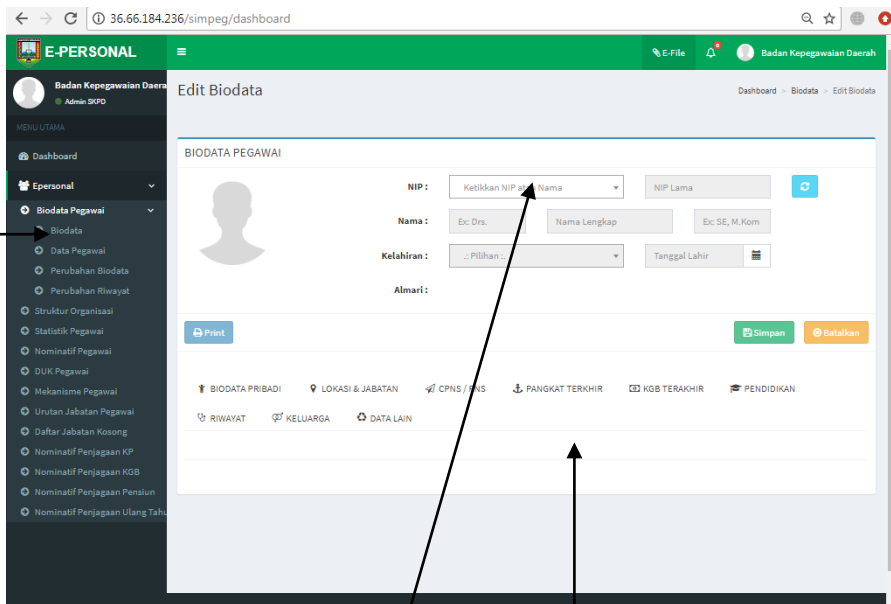 36.66.184.236/simpeg/dashboard
E-PERSONAL
E-File
Badan Kepegawaian Daerah
Badan Kepegawaian Daera
Admin SKPD
Edit Biodata
Dashboard > Biodata > Edit Biodata
MENU UTAMA
Dashboard
Epersonal
Biodata Pegawai
Biodata
Data Pegawai
Perubahan Biodata
Perubahan Riwayat
Struktur Organisasi
Statistik Pegawai
Nominatif Pegawai
DUK Pegawai
Mekanisme Pegawai
Urutan Jabatan Pegawai
Daftar Jabatan Kosong
Nominatif Penjagaan KP
Nominatif Penjagaan KGB
Nominatif Penjagaan Pensiun
Nominatif Penjagaan Ulang Tahu
BIODATA PEGAWAI
NIP : Ketikkan NIP atau Nama NIP Lama
Nama : Ex: Drs. Nama Lengkap Ex: SE, M.Kom
Kelahiran : .: Pilihan :. Tanggal Lahir
Almari :
Print Simpan Batalkan
BIODATA PRIBADI LOKASI & JABATAN CPNS / PNS PANGKAT TERKHIR KGB TERAKHIR PENDIDIKAN
RIWAYAT KELUARGA DATA LAIN